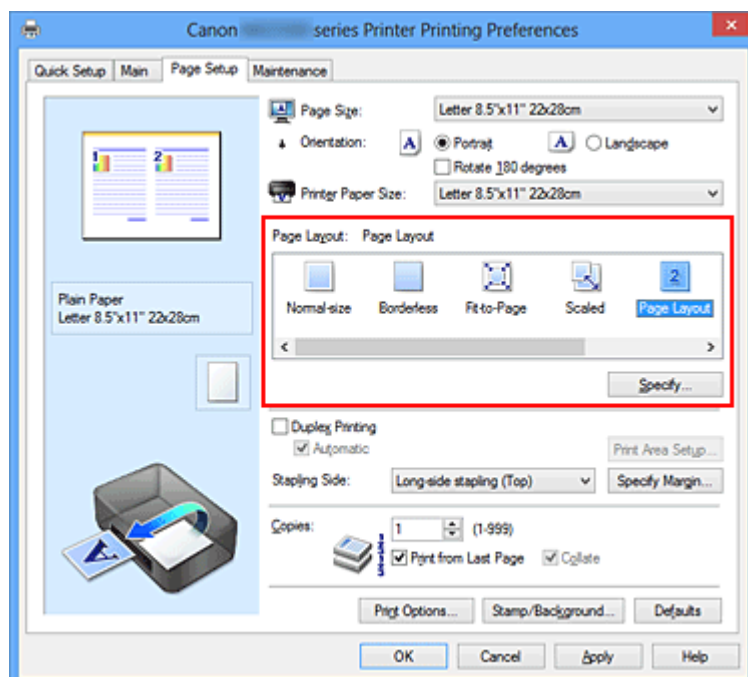 Canon series Printer Printing Preferences
Quick Setup Main Page Setup Maintenance
1 2
Plain Paper
Letter 8.5"x11" 22x28cm
Page Size: Letter 8.5"x11" 22x28cm
Orientation: A Portrait A Landscape
Rotate 180 degrees
Printer Paper Size: Letter 8.5"x11" 22x28cm
Page Layout: Page Layout
2
Normal-size Borderless Fit-to-Page Scaled Page Layout
Specify...
Duplex Printing
Automatic Print Area Setup...
Stapling Side: Long-side stapling (Top) Specify Margin...
Copies: 1 (1-999)
Print from Last Page Collate
A
Print Options... Stamp/Background... Defaults
OK Cancel Apply Help